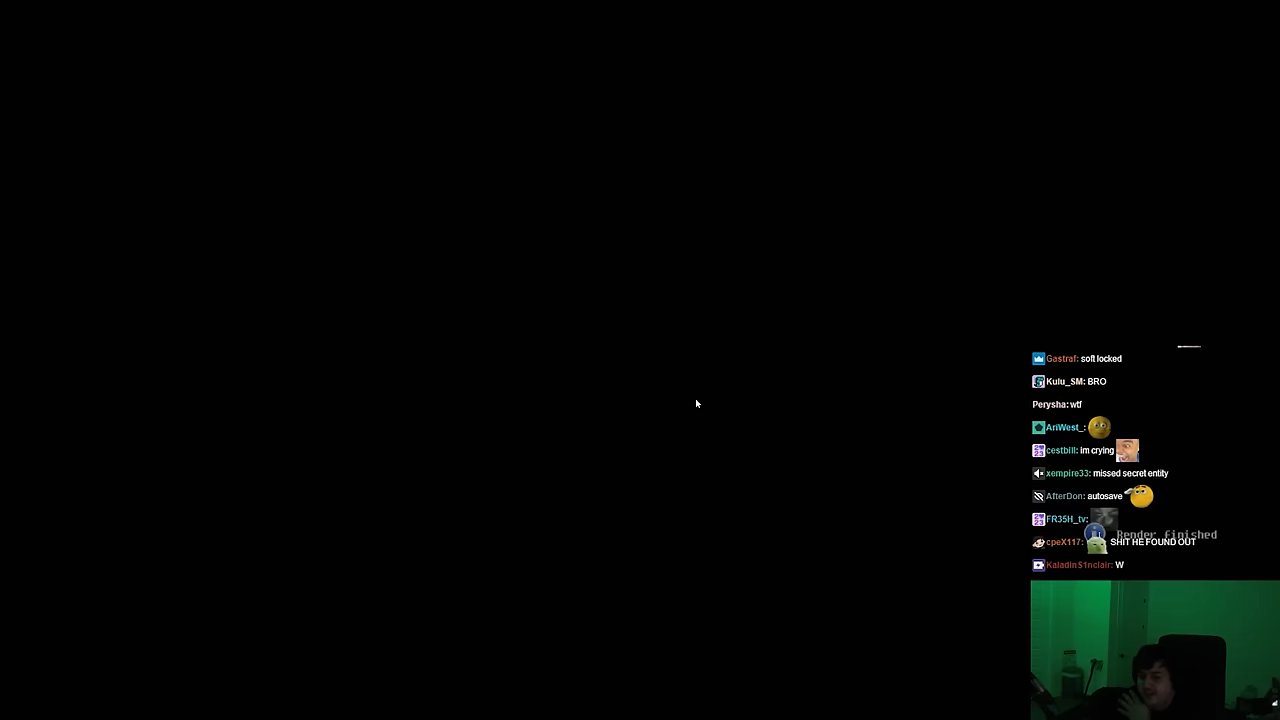 Gastraf: soft locked
Kulu_SM: BRO
Perysha: wtf
AriWest_:
cestbill: im crying
xempire33: missed secret entity
AfterDon: autosave
FR35H_tv:
Render finished
cpeX117: SHIT HE FOUND OUT
KaladinS1nclair: W